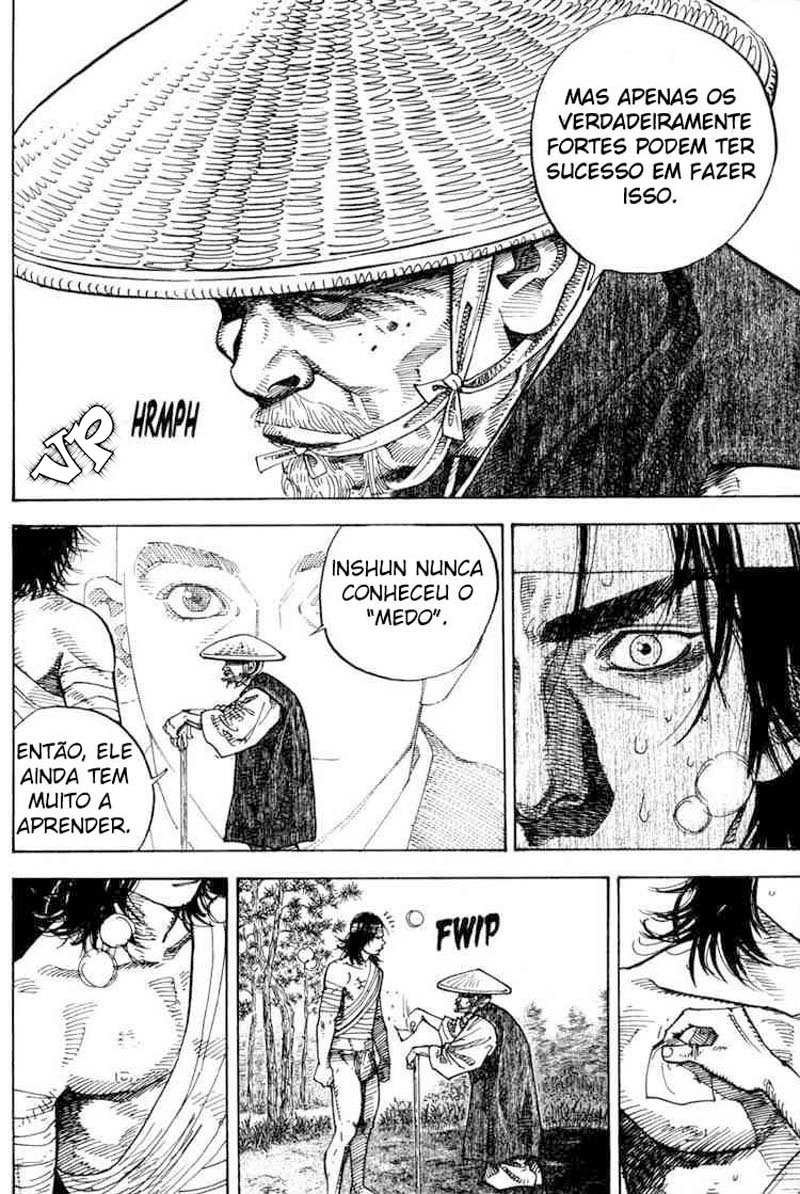 MAS APENAS OS
VERDADEIRAMENTE
FORTES PODEM TER
SUCESSO EM FAZER
ISSO.
HRMPH
VP
INSHUN NUNCA
CONHECEU O
"MEDO".
ENTÃO, ELE
AINDA TEM
MUITO A
APRENDER.
FWIP